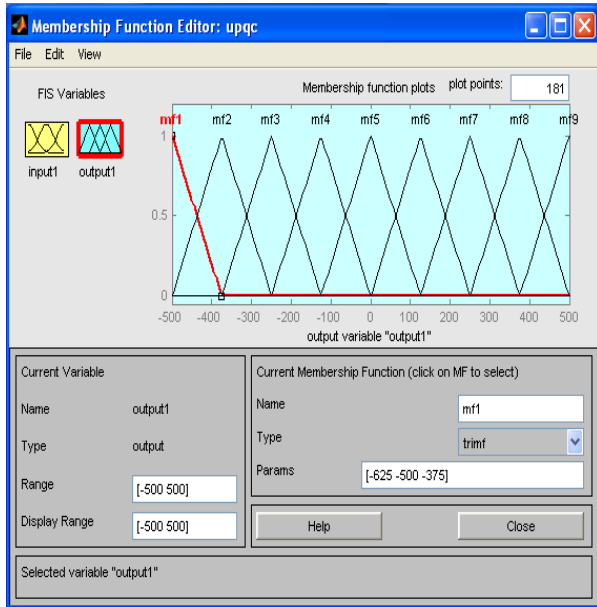 Membership Function Editor: upqc
File Edit View
FIS Variables
Membership function plots plot points: 181
input1 output1
mf1 mf2 mf3 mf4 mf5 mf6 mf7 mf8 mf9
1
0.5
0
-500 -400 -300 -200 -100 0 100 200 300 400 500
output variable "output1"
Current Variable
Name output1
Type output
Range [-500 500]
Display Range [-500 500]
Current Membership Function (click on MF to select)
Name mf1
Type trimf
Params [-625 -500 -375]
Help Close
Selected variable "output1"